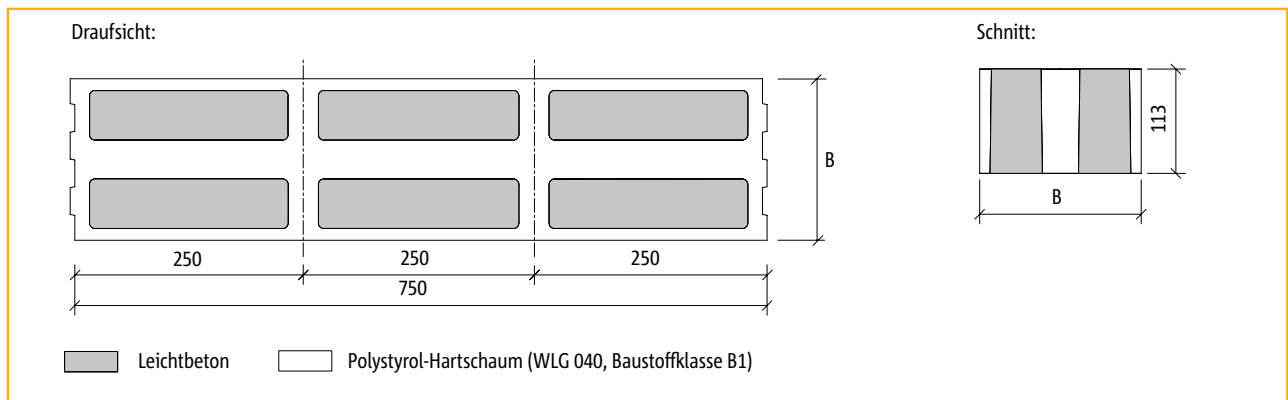 Draufsicht:
Schnitt:
B
113
B
250 250 250
750
Leichtbeton Polystyrol-Hartschaum (WLG 040, Baustoffklasse B1)